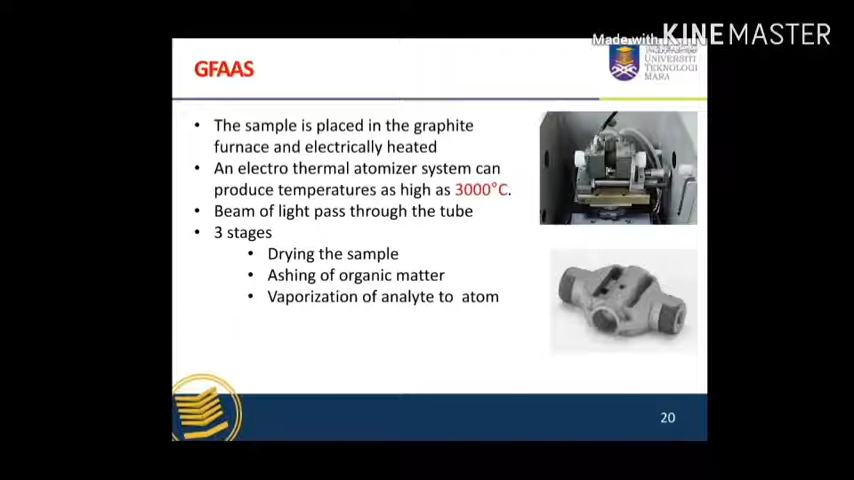 Made with KINEMASTER
GFAAS
UNIVERSITI
TEKNOLOGI
MARA
• The sample is placed in the graphite
furnace and electrically heated
• An electro thermal atomizer system can
produce temperatures as high as 3000°C.
• Beam of light pass through the tube
• 3 stages
• Drying the sample
• Ashing of organic matter
• Vaporization of analyte to atom
20